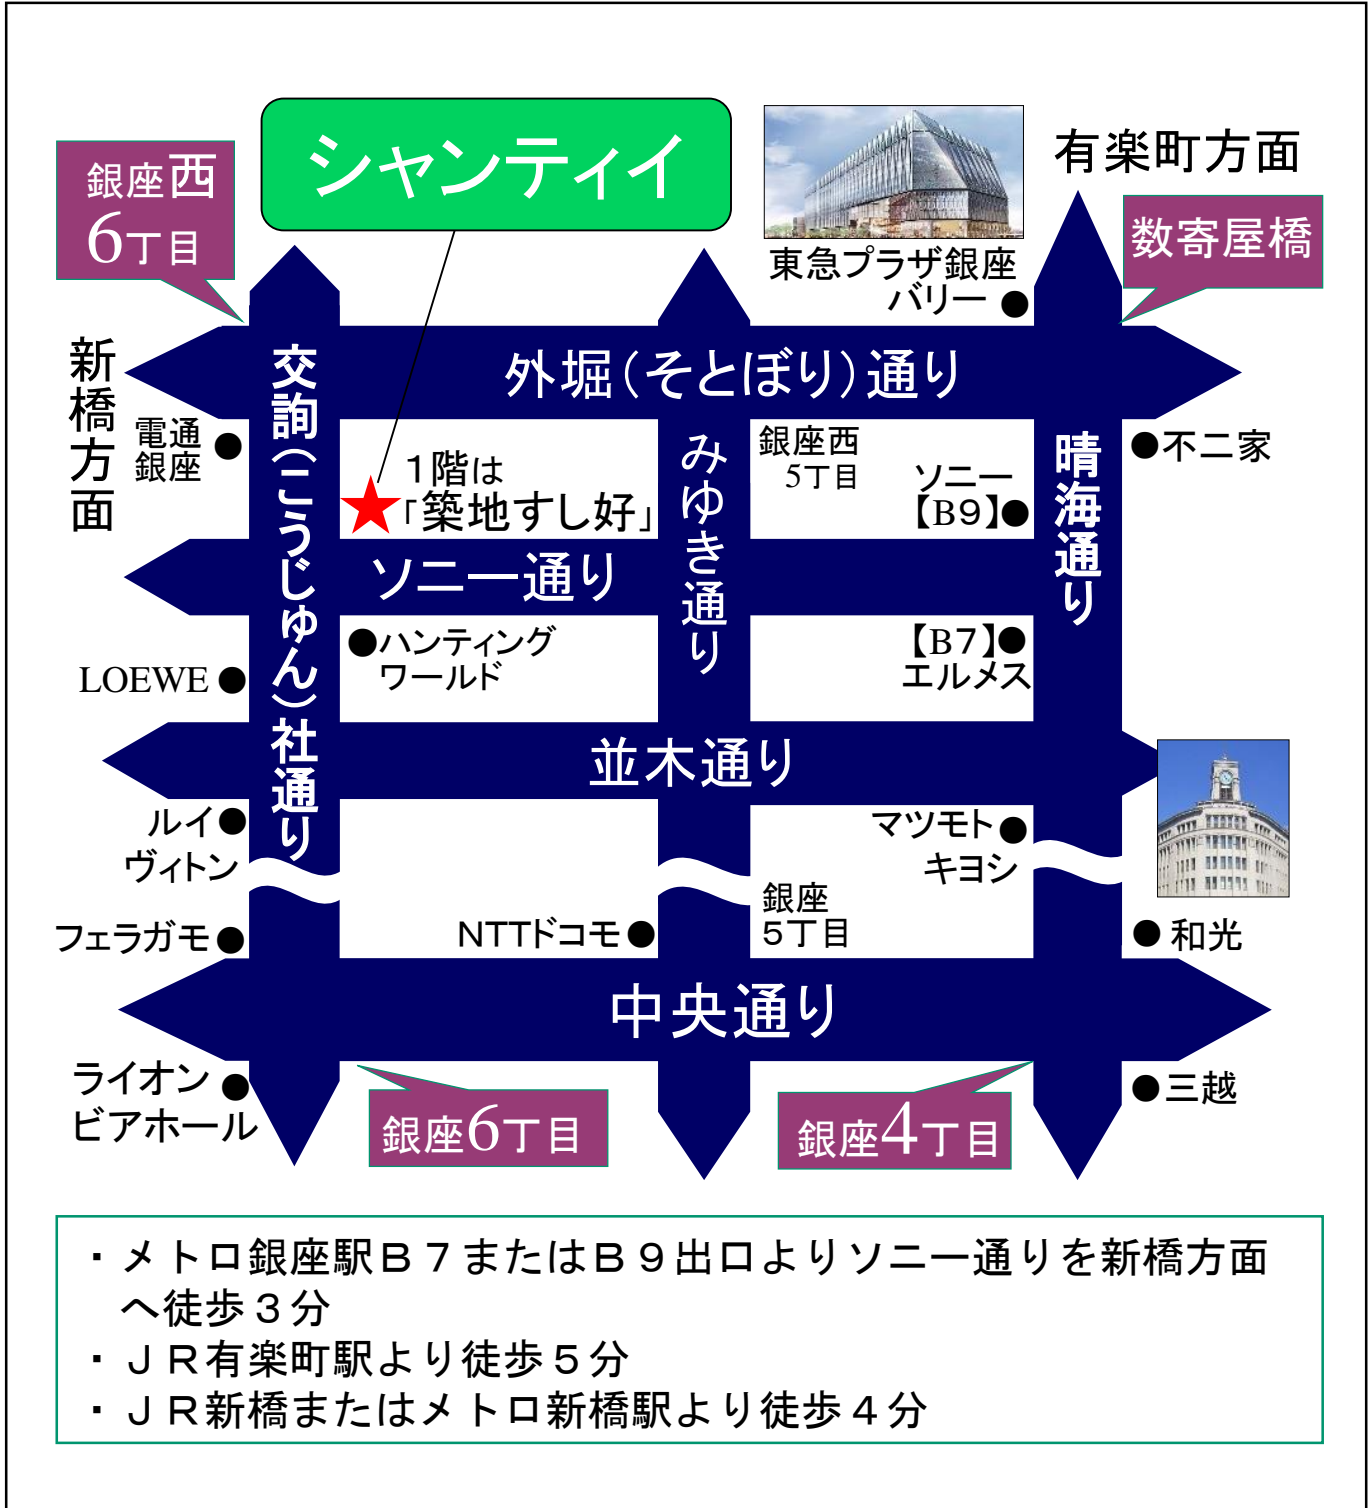 シャンティイ
有楽町方面
銀座西
6丁目
数寄屋橋
東急プラザ銀座
バリー ●
新橋方面
外堀（そとぼり）通り
交詢（こうじゅん）社通り
みゆき通り
晴海通り
電通
銀座 ●
１階は
「築地すし好」
銀座西
5丁目
ソニー
【B9】●
●不二家
ソニー通り
●ハンティング
ワールド
【B7】●
エルメス
LOEWE ●
並木通り
ルイ●
ヴィトン
マツモト●
キヨシ
フェラガモ ●
NTTドコモ ●
銀座
5丁目
● 和光
中央通り
ライオン ●
ビアホール
銀座6丁目
銀座4丁目
● 三越
・メトロ銀座駅Ｂ７またはＢ９出口よりソニー通りを新橋方面
へ徒歩３分
・ＪＲ有楽町駅より徒歩５分
・ＪＲ新橋またはメトロ新橋駅より徒歩４分